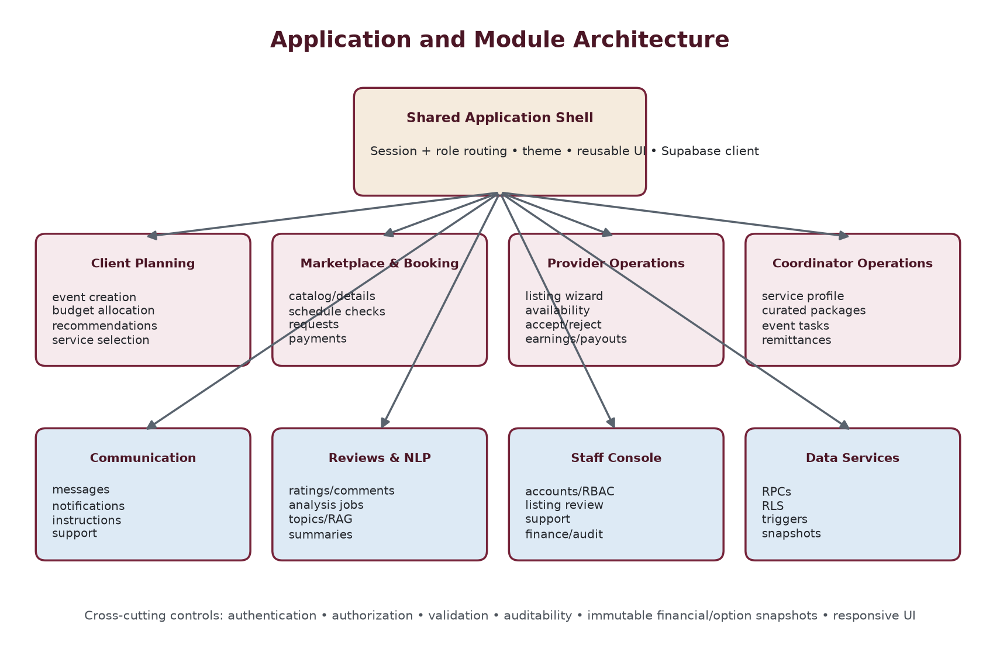 Application and Module Architecture
Shared Application Shell
Session + role routing • theme • reusable UI • Supabase client
Client Planning
event creation
budget allocation
recommendations
service selection
Marketplace & Booking
catalog/details
schedule checks
requests
payments
Provider Operations
listing wizard
availability
accept/reject
earnings/payouts
Coordinator Operations
service profile
curated packages
event tasks
remittances
Communication
messages
notifications
instructions
support
Reviews & NLP
ratings/comments
analysis jobs
topics/RAG
summaries
Staff Console
accounts/RBAC
listing review
support
finance/audit
Data Services
RPCs
RLS
triggers
snapshots
Cross-cutting controls: authentication • authorization • validation • auditability • immutable financial/option snapshots • responsive UI